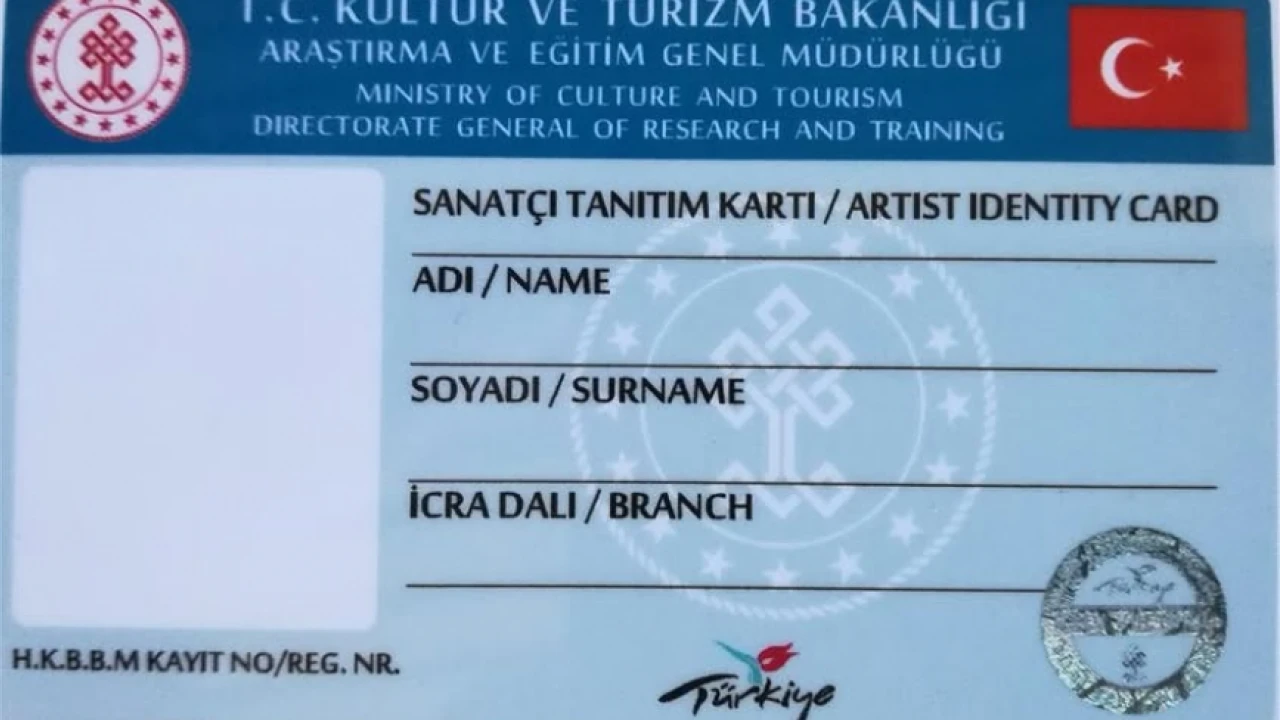 T.C. KÜLTÜR VE TURİZM BAKANLIĞI
ARAŞTIRMA VE EĞİTİM GENEL MÜDÜRLÜĞÜ
MINISTRY OF CULTURE AND TOURISM
DIRECTORATE GENERAL OF RESEARCH AND TRAINING
SANATÇI TANITIM KARTI / ARTIST IDENTITY CARD
ADI / NAME
SOYADI / SURNAME
İCRA DALI / BRANCH
H.K.B.B.M KAYIT NO/REG. NR.
Türkiye
Türkiye